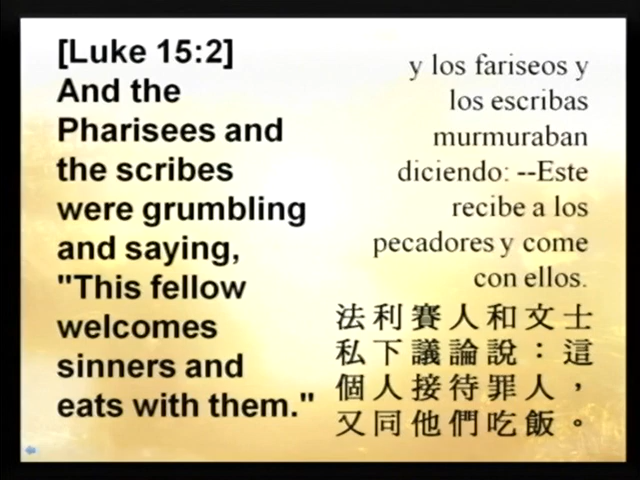 [Luke 15:2]
And the
Pharisees and
the scribes
were grumbling
and saying,
"This fellow
welcomes
sinners and
eats with them."
y los fariseos y
los escribas
murmuraban
diciendo: --Este
recibe a los
pecadores y come
con ellos.
法利賽人和文士
私下議論說：這
個人接待罪人，
又同他們吃飯。